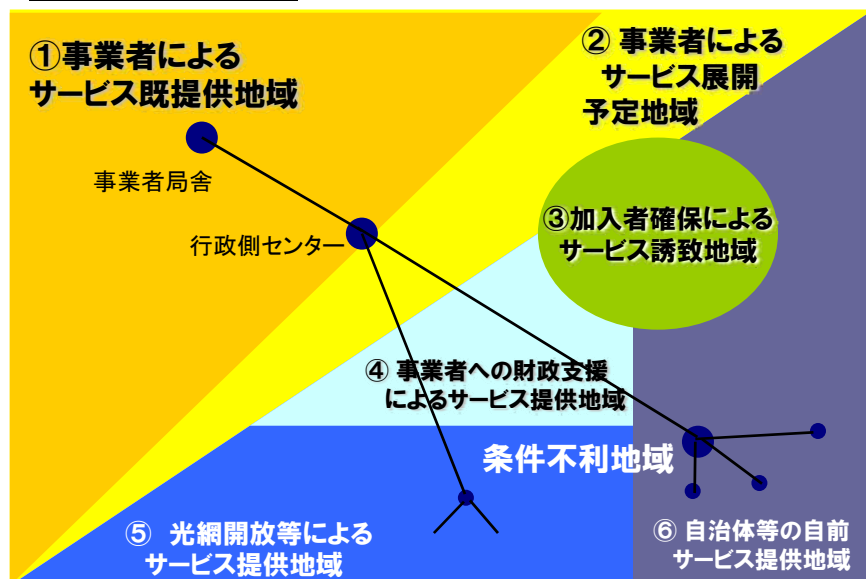 ①事業者による
サービス既提供地域
② 事業者による
サービス展開
予定地域
事業者局舎
行政側センター
③加入者確保による
サービス誘致地域
④ 事業者への財政支援
によるサービス提供地域
条件不利地域
⑤ 光網開放等による
サービス提供地域
⑥ 自治体等の自前
サービス提供地域